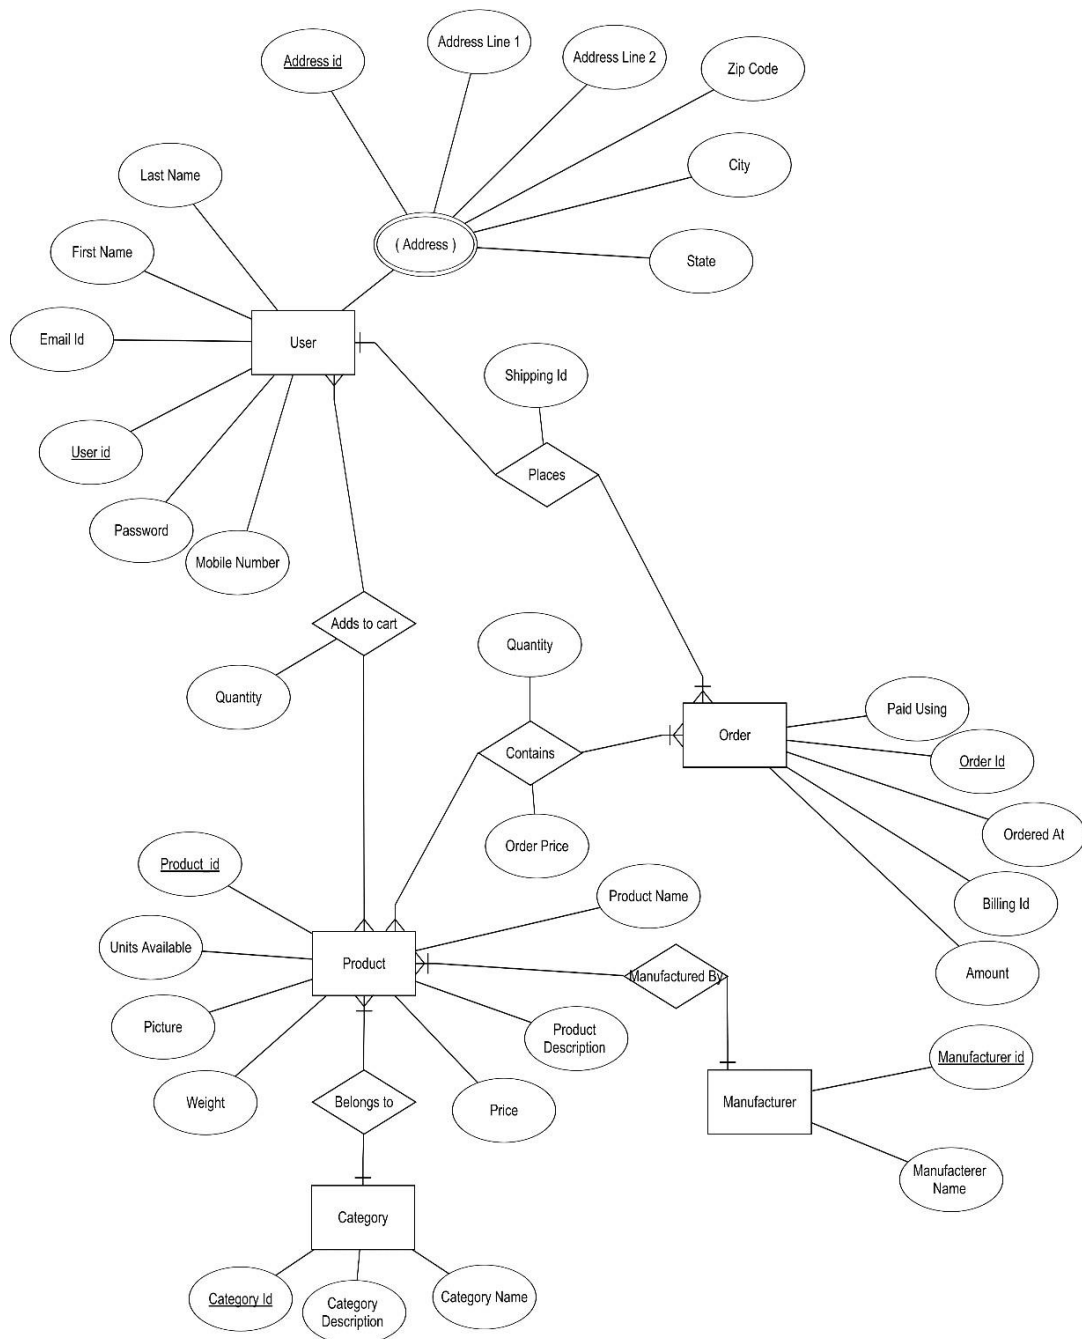 Address Line 1
Address id
Address Line 2
Zip Code
City
Last Name
( Address )
First Name
State
Email Id
User
Shipping Id
User id
Places
Password
Mobile Number
Adds to cart
Quantity
Quantity
Paid Using
Order
Contains
Order Id
Ordered At
Order Price
Product_id
Product Name
Billing Id
Units Available
Product
Manufactured By
Amount
Picture
Product
Description
Manufacturer id
Weight
Belongs to
Price
Manufacturer
Manufacterer
Name
Category
Category Id
Category
Description
Category Name